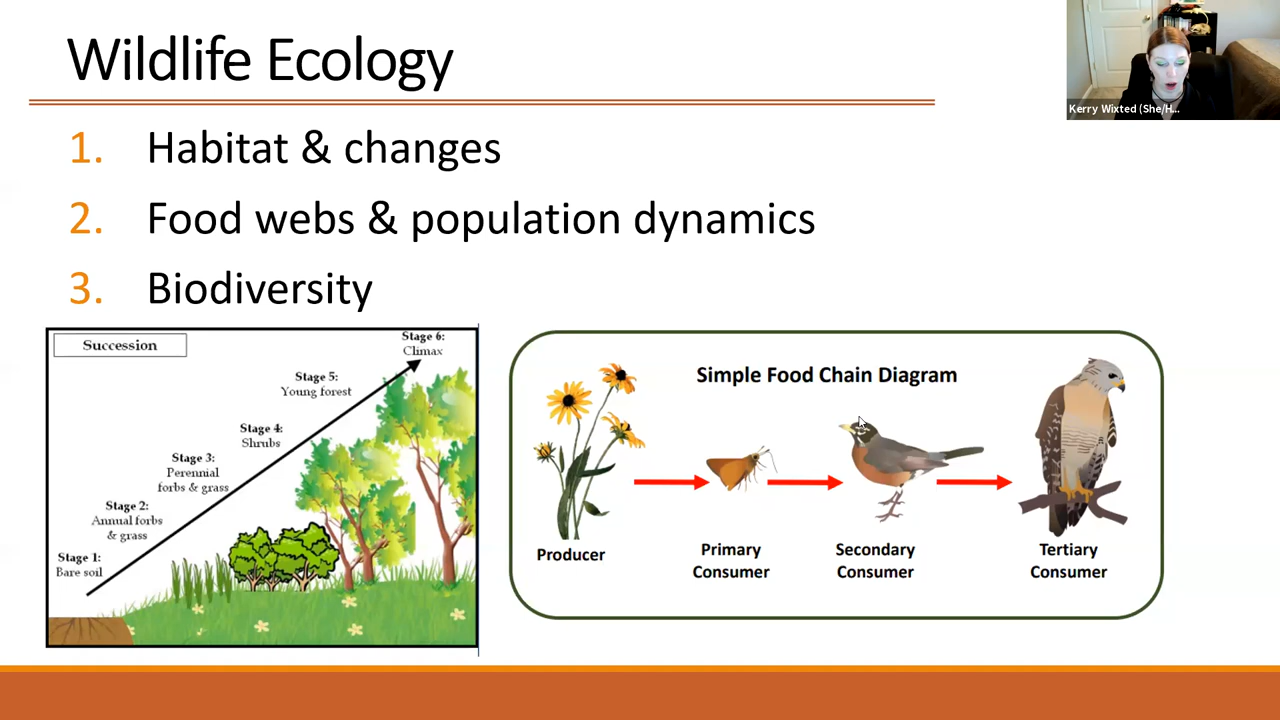 Wildlife Ecology
Kerry Wixted (She/H...
1. Habitat & changes
2. Food webs & population dynamics
3. Biodiversity
Succession
Stage 6:
Climax
Stage 5:
Young forest
Stage 4:
Shrubs
Stage 3:
Perennial
forbs & grass
Stage 2:
Annual forbs
& grass
Stage 1:
Bare soil
Simple Food Chain Diagram
Producer
Primary
Consumer
Secondary
Consumer
Tertiary
Consumer